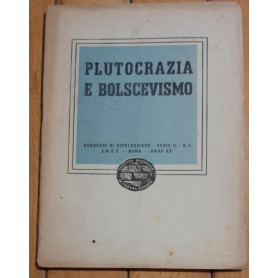 PLUTOCRAZIA
E BOLSCEVISMO
QUADERNI DI DIVULGAZIONE - SERIE II - N. 4
I.N.C.F. - ROMA - ANNO XX